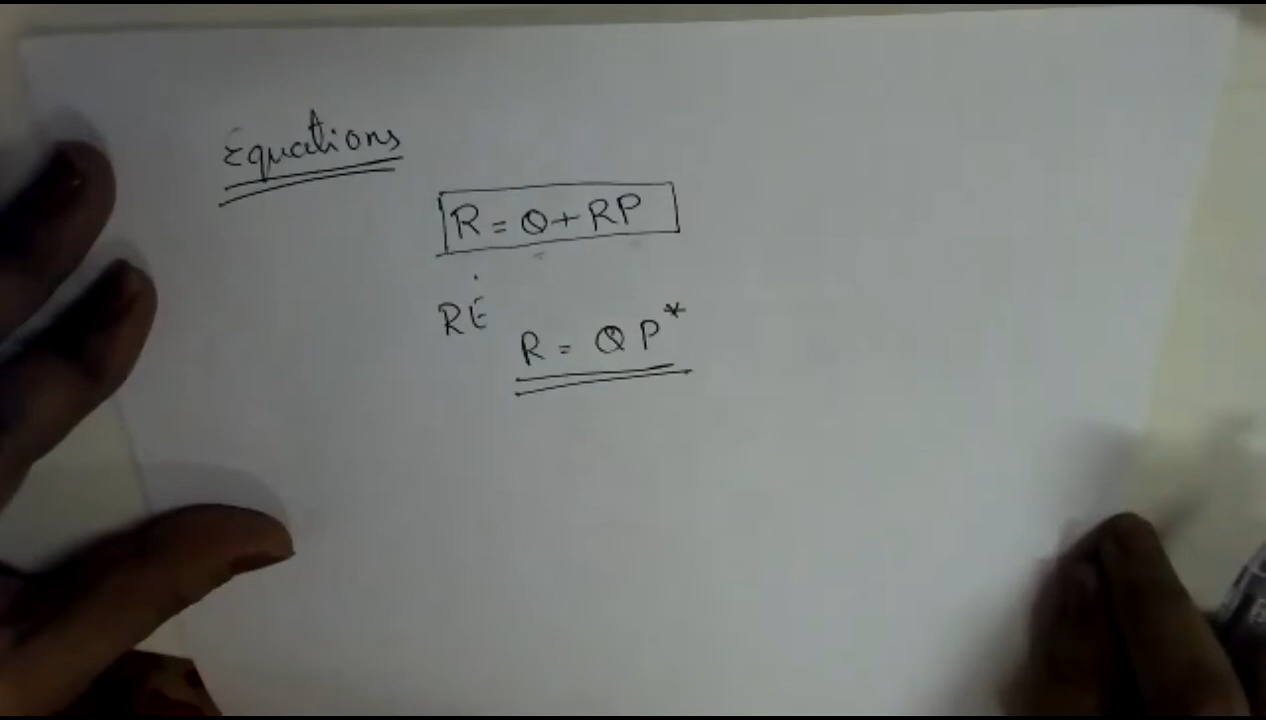 Equations
R = Q + RP
RE
R = QP*